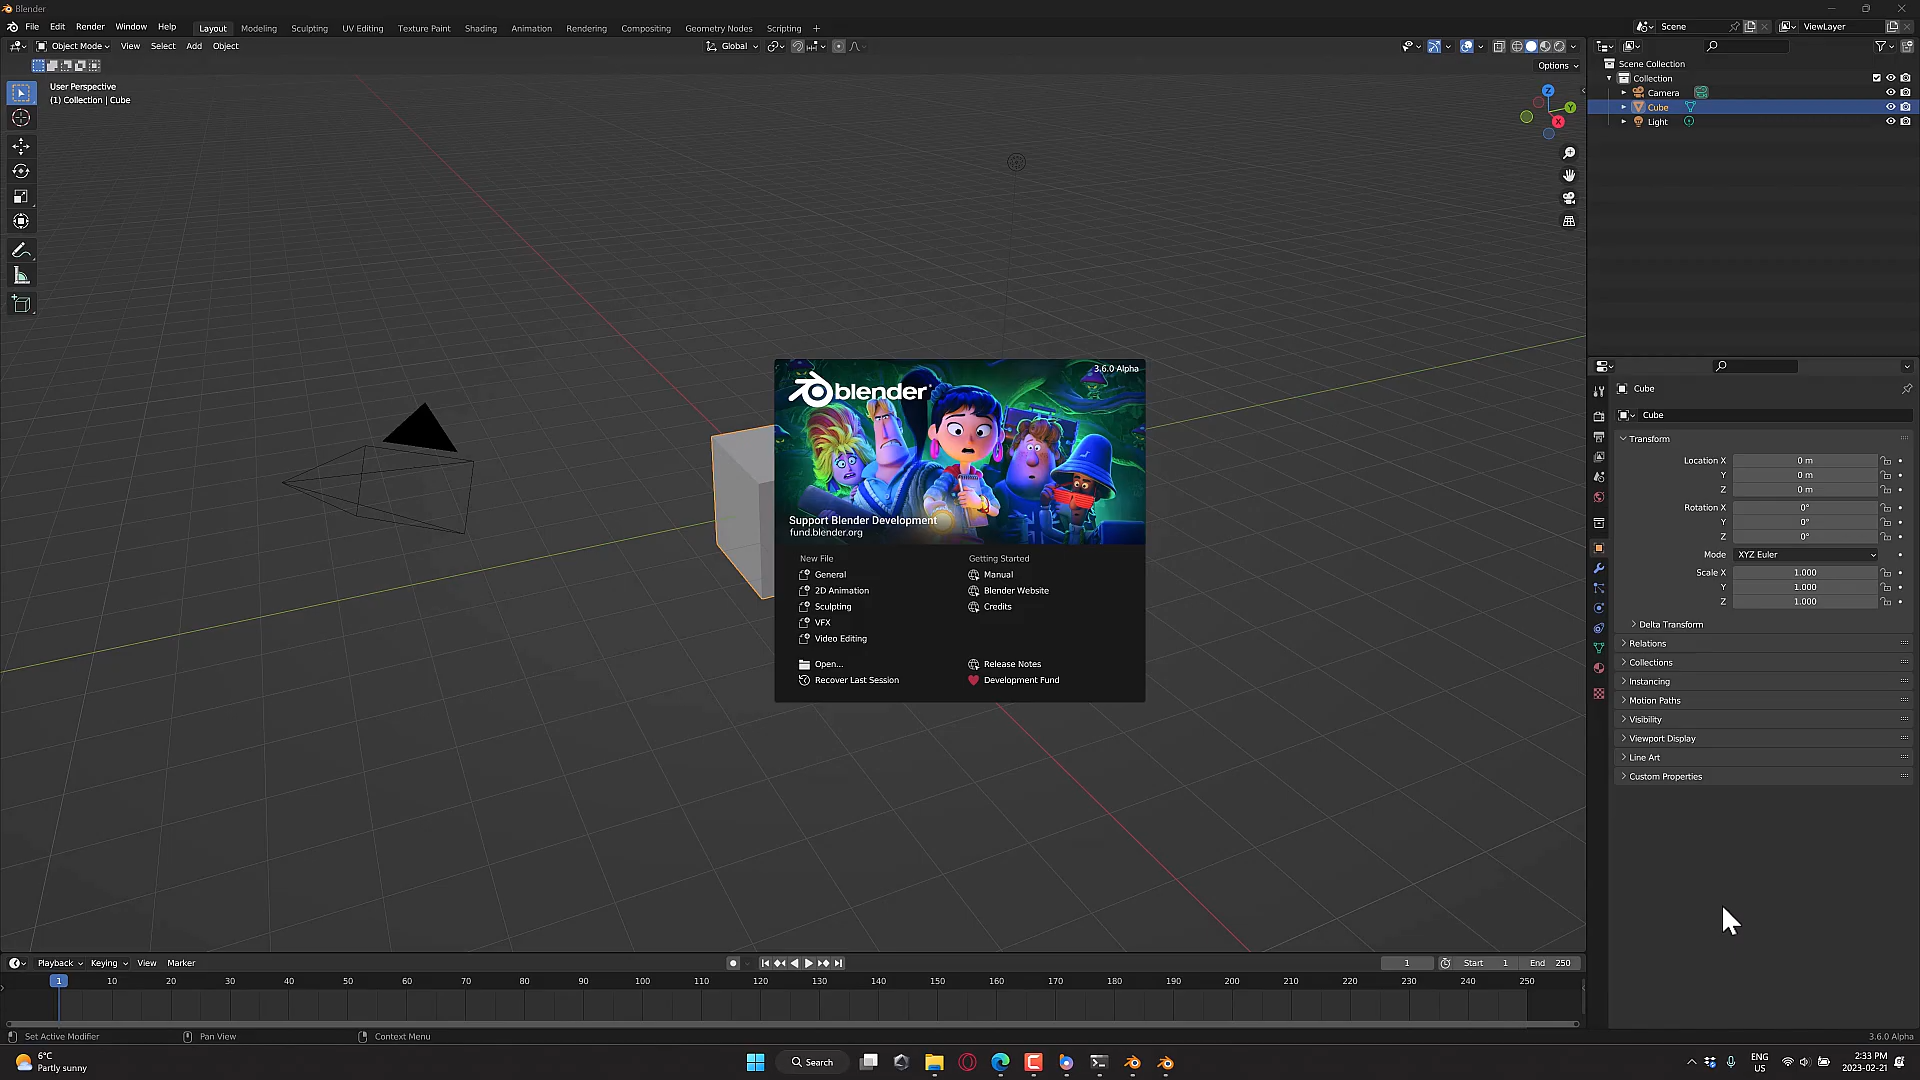 Blender
File Edit Render Window Help Layout Modeling Sculpting UV Editing Texture Paint Shading Animation Rendering Compositing Geometry Nodes Scripting Scene ViewLayer
Object Mode View Select Add Object Global
Options
User Perspective
(1) Collection | Cube
Z
Y
X
Scene Collection
Collection
Camera
Cube
Light
3.6.0 Alpha
blender
Support Blender Development
fund.blender.org
New File
General
2D Animation
Sculpting
VFX
Video Editing
Open...
Recover Last Session
Getting Started
Manual
Blender Website
Credits
Release Notes
Development Fund
Cube
Cube
Transform
Location X 0 m
Y 0 m
Z 0 m
Rotation X 0°
Y 0°
Z 0°
Mode XYZ Euler
Scale X 1.000
Y 1.000
Z 1.000
Delta Transform
Relations
Collections
Instancing
Motion Paths
Visibility
Viewport Display
Line Art
Custom Properties
Playback Keying View Marker 1 Start 1 End 250
1 10 20 30 40 50 60 70 80 90 100 110 120 130 140 150 160 170 180 190 200 210 220 230 240 250
Set Active Modifier Pan View Context Menu 3.6.0 Alpha
6°C
Partly sunny
Search
ENG
US
2:33 PM
2023-02-21